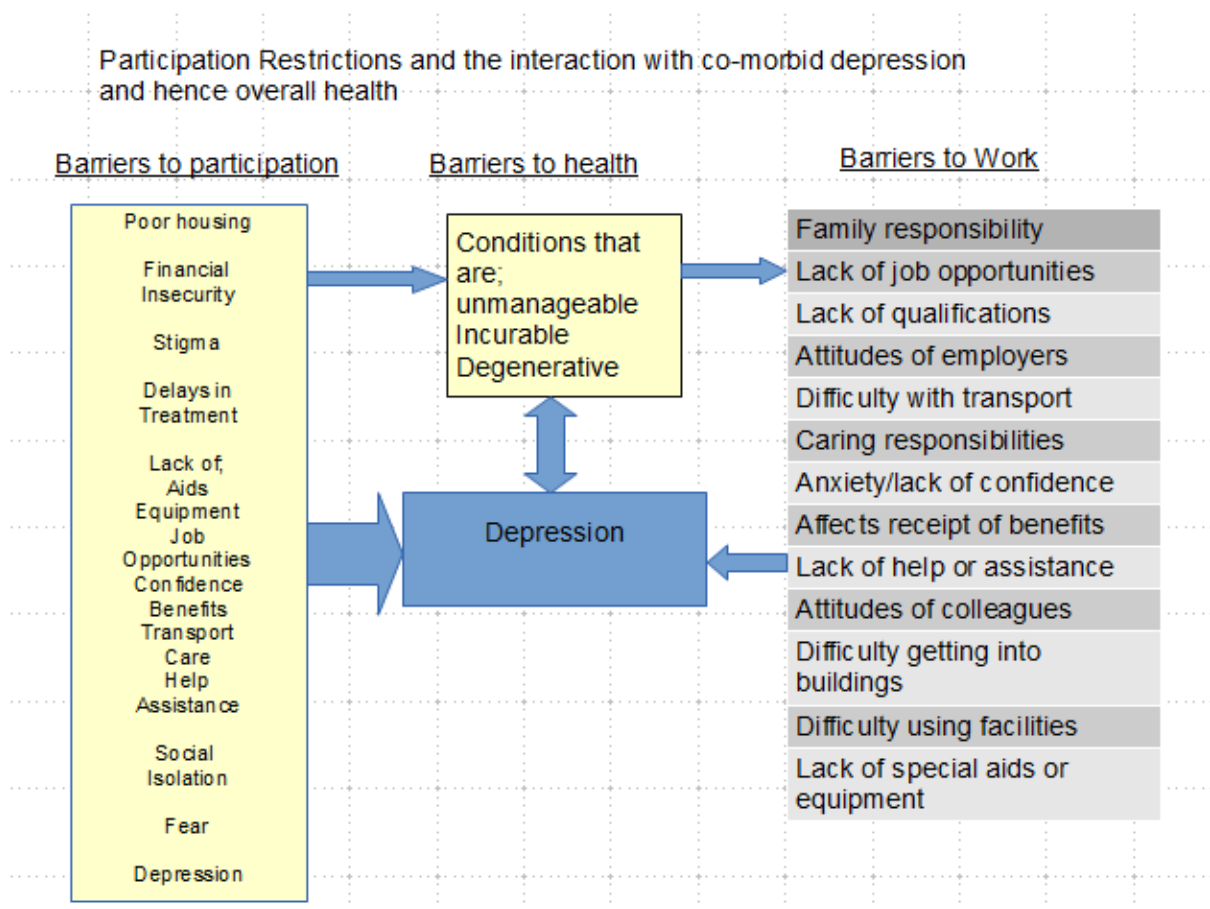 Participation Restrictions and the interaction with co-morbid depression
and hence overall health
Barriers to participation
Poor housing
Financial
Insecurity
Stigma
Delays in
Treatment
Lack of;
Aids
Equipment
Job
Opportunities
Confidence
Benefits
Transport
Care
Help
Assistance
Social
Isolation
Fear
Depression
Barriers to health
Conditions that
are;
unmanageable
Incurable
Degenerative
Depression
Barriers to Work
Family responsibility
Lack of job opportunities
Lack of qualifications
Attitudes of employers
Difficulty with transport
Caring responsibilities
Anxiety/lack of confidence
Affects receipt of benefits
Lack of help or assistance
Attitudes of colleagues
Difficulty getting into
buildings
Difficulty using facilities
Lack of special aids or
equipment